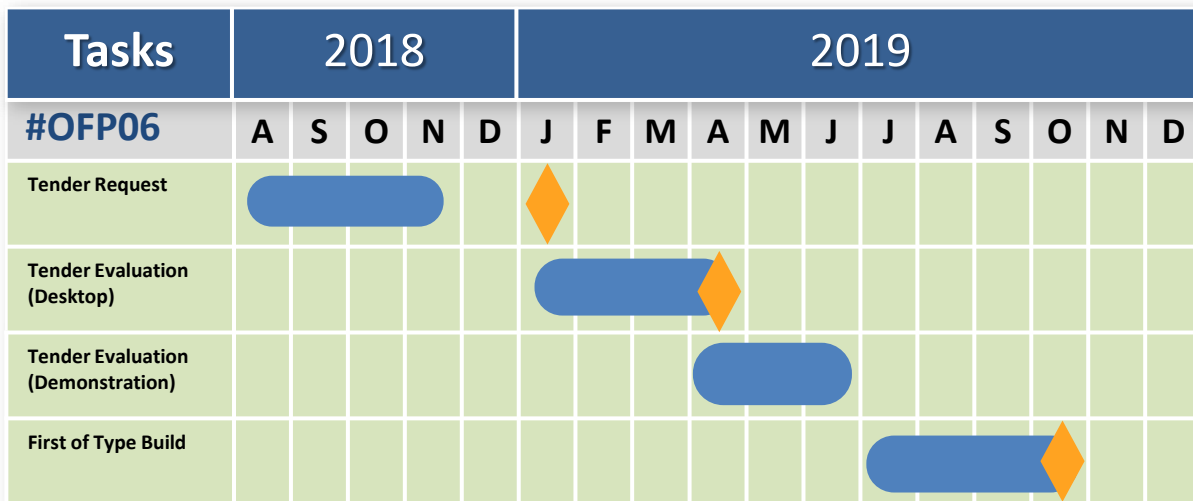 Tasks 2018 2019
#OFP06 A S O N D J F M A M J J A S O N D
Tender Request
Tender Evaluation
(Desktop)
Tender Evaluation
(Demonstration)
First of Type Build